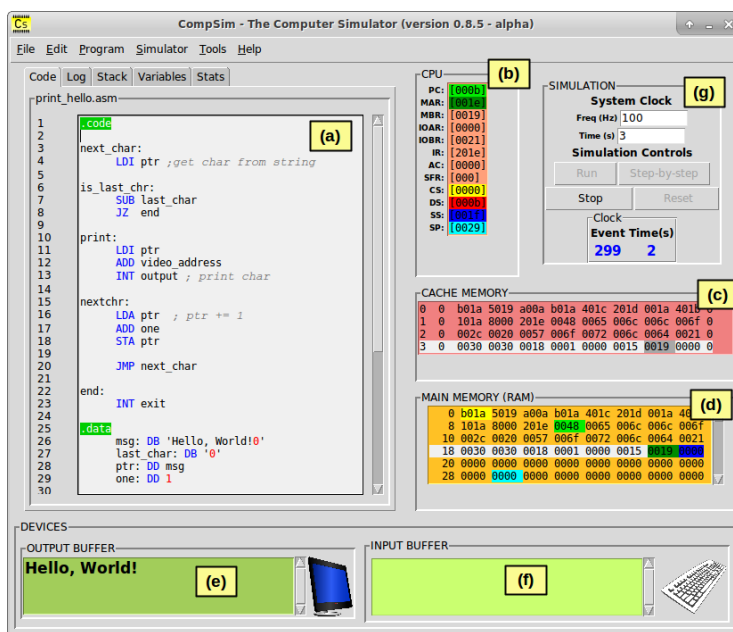 Cs CompSim - The Computer Simulator (version 0.8.5 - alpha)
File Edit Program Simulator Tools Help
Code Log Stack Variables Stats
print_hello.asm
(a)
1 .code
2
3 next_char:
4 LDI ptr ;get char from string
5
6 is_last_chr:
7 SUB last_char
8 JZ end
9
10 print:
11 LDI ptr
12 ADD video_address
13 INT output ; print char
14
15 nextchr:
16 LDA ptr ; ptr += 1
17 ADD one
18 STA ptr
19
20 JMP next_char
21
22 end:
23 INT exit
24
25 .data
26 msg: DB 'Hello, World!0'
27 last_char: DB '0'
28 ptr: DD msg
29 one: DD 1
30
CPU (b)
PC: [000b]
MAR: [001e]
MBR: [0019]
IOAR: [0000]
IOBR: [0021]
IR: [201e]
AC: [0000]
SFR: [000]
CS: [0000]
DS: [000b]
SS: [001f]
SP: [0029]
SIMULATION (g)
System Clock
Freq (Hz) 100
Time (s) 3
Simulation Controls
Run Step-by-step
Stop Reset
Clock
Event Time(s)
299 2
CACHE MEMORY (c)
0 0 b01a 5019 a00a b01a 401c 201d 001a 401b 0
1 0 101a 8000 201e 0048 0065 006c 006c 006f 0
2 0 002c 0020 0057 006f 0072 006c 0064 0021 0
3 0 0030 0030 0018 0001 0000 0015 0019 0000 0
MAIN MEMORY (RAM) (d)
0 b01a 5019 a00a b01a 401c 201d 001a
8 101a 8000 201e 0048 0065 006c 006c 006f
10 002c 0020 0057 006f 0072 006c 0064 0021
18 0030 0030 0018 0001 0000 0015 0019 0000
20 0000 0000 0000 0000 0000 0000 0000 0000
28 0000 0000 0000 0000 0000 0000 0000 0000
DEVICES
OUTPUT BUFFER
Hello, World!
(e)
INPUT BUFFER
(f)